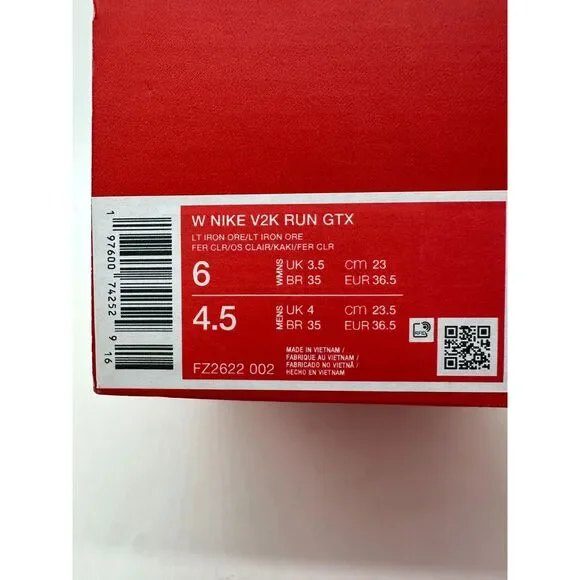 W NIKE V2K RUN GTX
LT IRON ORE/LT IRON ORE
FER CLR/OS CLAIR/KAKI/FER CLR
6 WMNS UK 3.5 cm 23
BR 35 EUR 36.5
4.5 MENS UK 4 cm 23.5
BR 35 EUR 36.5
MADE IN VIETNAM /
FABRIQUE AU VIETNAM /
FABRICADO NO VIETNÃ /
HECHO EN VIETNAM
FZ2622 002
RFID
1 97600 74252 9 16